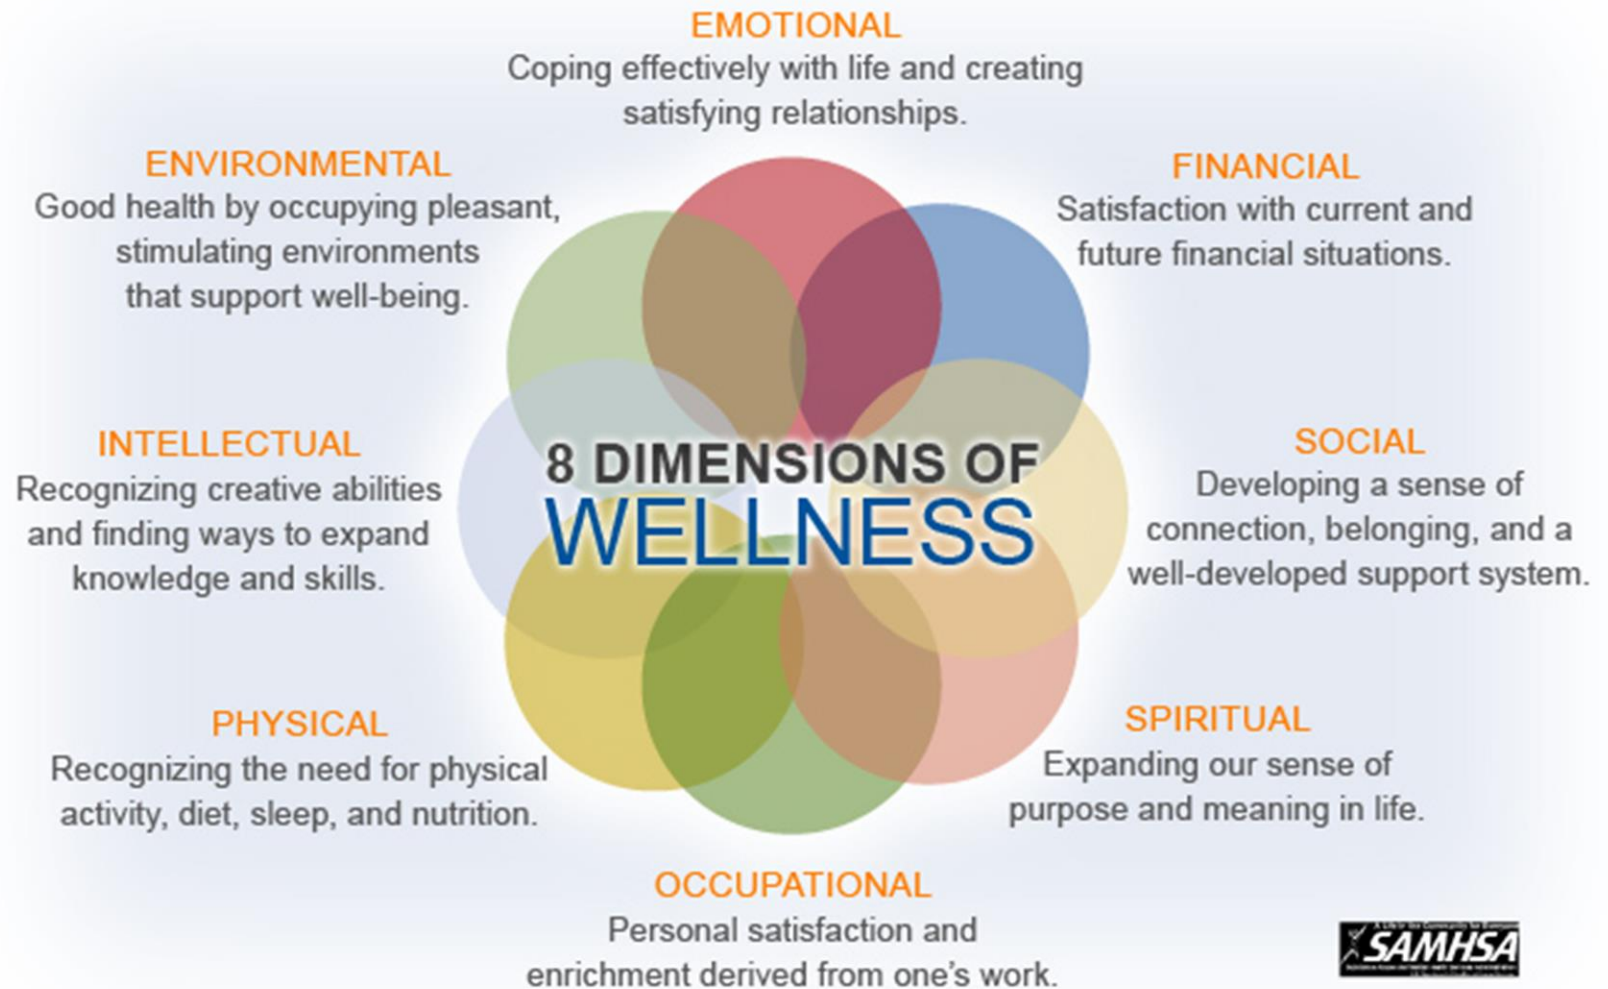 EMOTIONAL
Coping effectively with life and creating
satisfying relationships.
ENVIRONMENTAL
Good health by occupying pleasant,
stimulating environments
that support well-being.
FINANCIAL
Satisfaction with current and
future financial situations.
INTELLECTUAL
Recognizing creative abilities
and finding ways to expand
knowledge and skills.
8 DIMENSIONS OF
WELLNESS
SOCIAL
Developing a sense of
connection, belonging, and a
well-developed support system.
PHYSICAL
Recognizing the need for physical
activity, diet, sleep, and nutrition.
SPIRITUAL
Expanding our sense of
purpose and meaning in life.
OCCUPATIONAL
Personal satisfaction and
enrichment derived from one's work.
SAMHSA